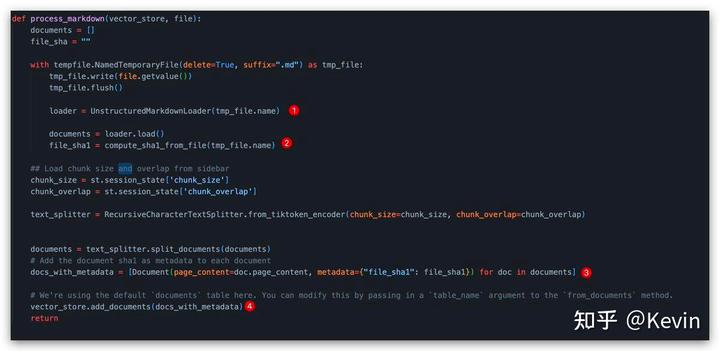 def process_markdown(vector_store, file):
    documents = []
    file_sha = ""
    with tempfile.NamedTemporaryFile(delete=True, suffix=".md") as tmp_file:
        tmp_file.write(file.getvalue())
        tmp_file.flush()
        loader = UnstructuredMarkdownLoader(tmp_file.name) 1
        documents = loader.load()
        file_sha1 = compute_sha1_from_file(tmp_file.name) 2
    ## Load chunk size and overlap from sidebar
    chunk_size = st.session_state['chunk_size']
    chunk_overlap = st.session_state['chunk_overlap']
    text_splitter = RecursiveCharacterTextSplitter.from_tiktoken_encoder(chunk_size=chunk_size, chunk_overlap=chunk_overlap)
    documents = text_splitter.split_documents(documents)
    # Add the document sha1 as metadata to each document
    docs_with_metadata = [Document(page_content=doc.page_content, metadata={"file_sha1": file_sha1}) for doc in documents] 3
    # We're using the default `documents` table here. You can modify this by passing in a `table_name` argument to the `from_documents` method.
    vector_store.add_documents(docs_with_metadata) 4
    return
知乎 @Kevin